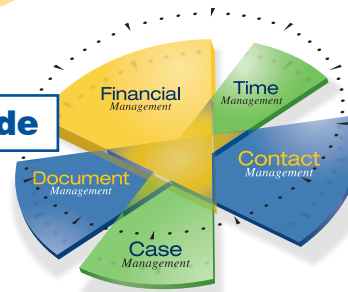 Financial
Management
Time
Management
de
Contact
Management
Document
Management
Case
Management